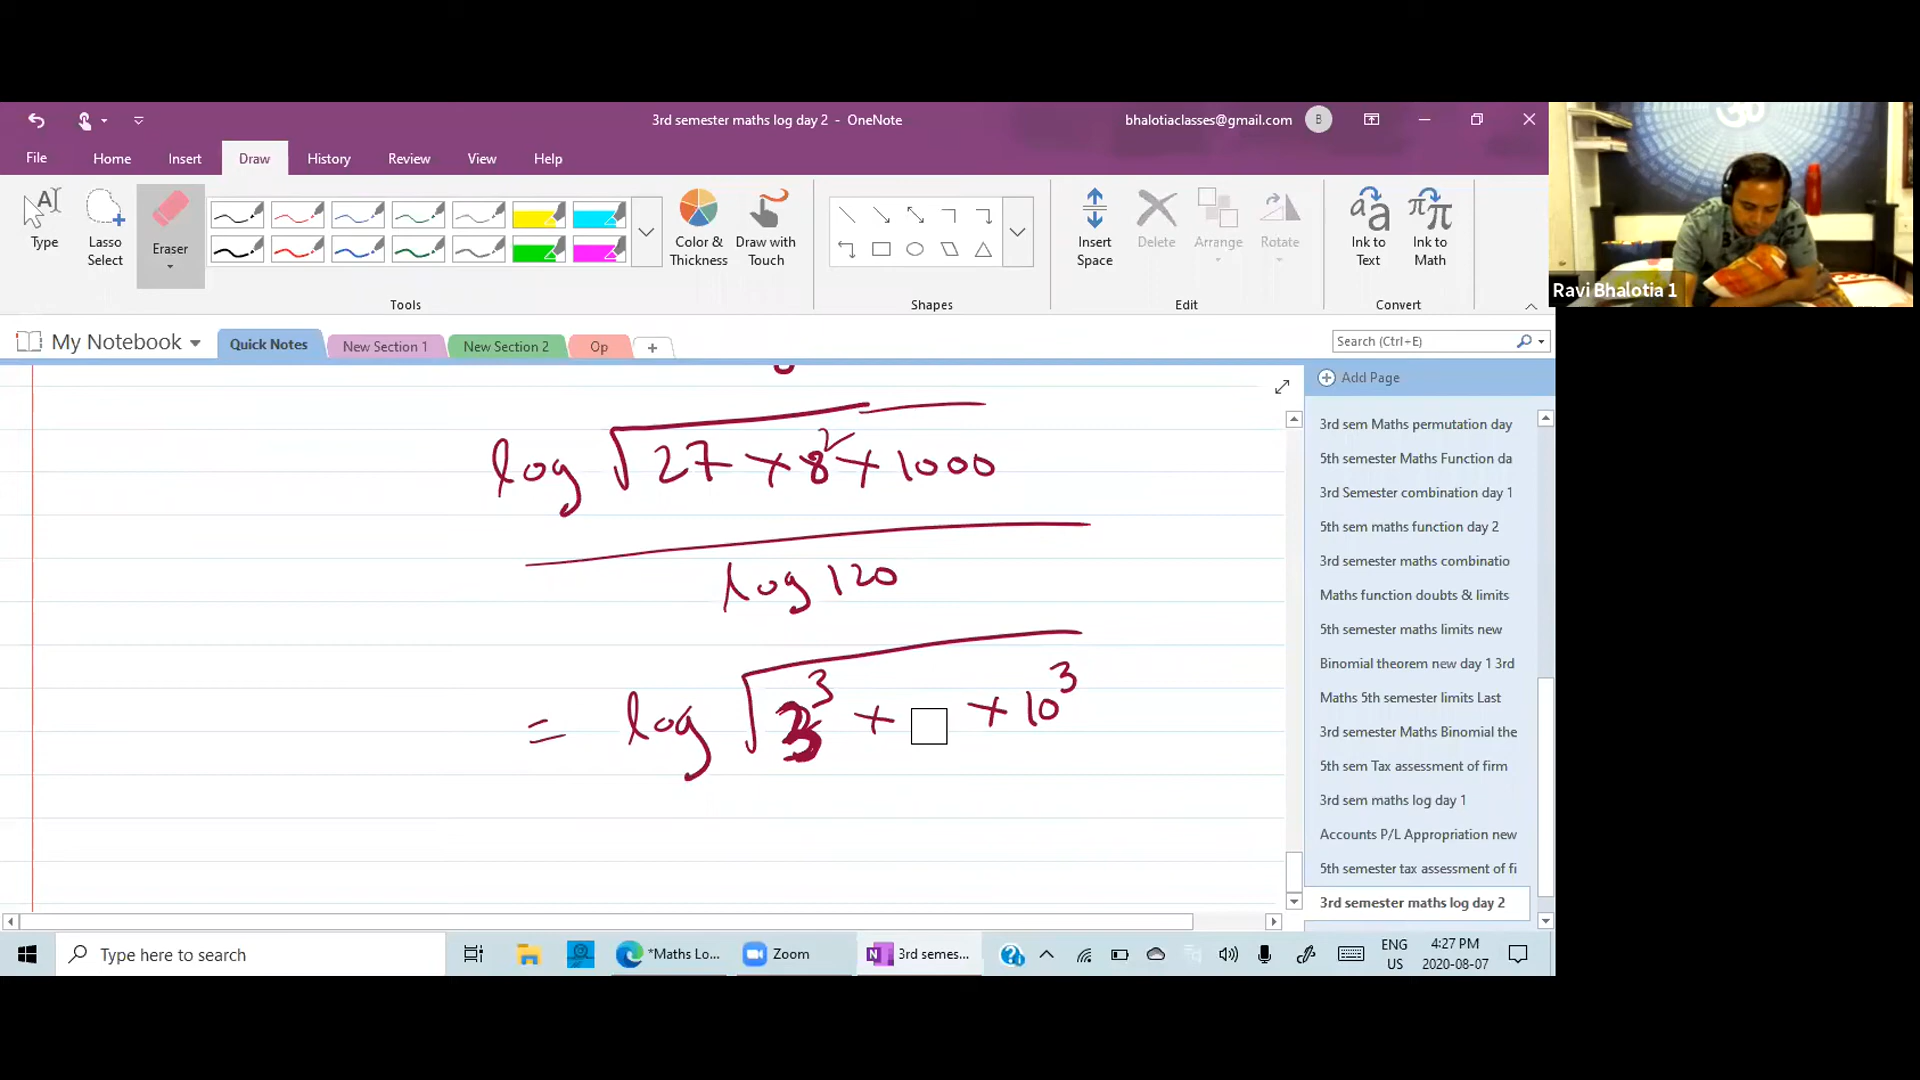 3rd semester maths log day 2 - OneNote
bhalotiaclasses@gmail.com B
File Home Insert Draw History Review View Help
Type
Lasso Select
Eraser
Color & Thickness
Draw with Touch
Insert Space
Delete
Arrange
Rotate
Ink to Text
Ink to Math
Tools Shapes Edit Convert
Ravi Bhalotia 1
My Notebook Quick Notes New Section 1 New Section 2 Op
Search (Ctrl+E)
Add Page
3rd sem Maths permutation day
5th semester Maths Function da
3rd Semester combination day 1
5th sem maths function day 2
3rd semester maths combinatio
Maths function doubts & limits
5th semester maths limits new
Binomial theorem new day 1 3rd
Maths 5th semester limits Last
3rd semester Maths Binomial the
5th sem Tax assessment of firm
3rd sem maths log day 1
Accounts P/L Appropriation new
5th semester tax assessment of fi
3rd semester maths log day 2
log √27 × 8² × 1000
log 120
= log √3³ × × 10³
Type here to search
*Maths Lo...
Zoom
3rd semes...
ENG US
4:27 PM
2020-08-07